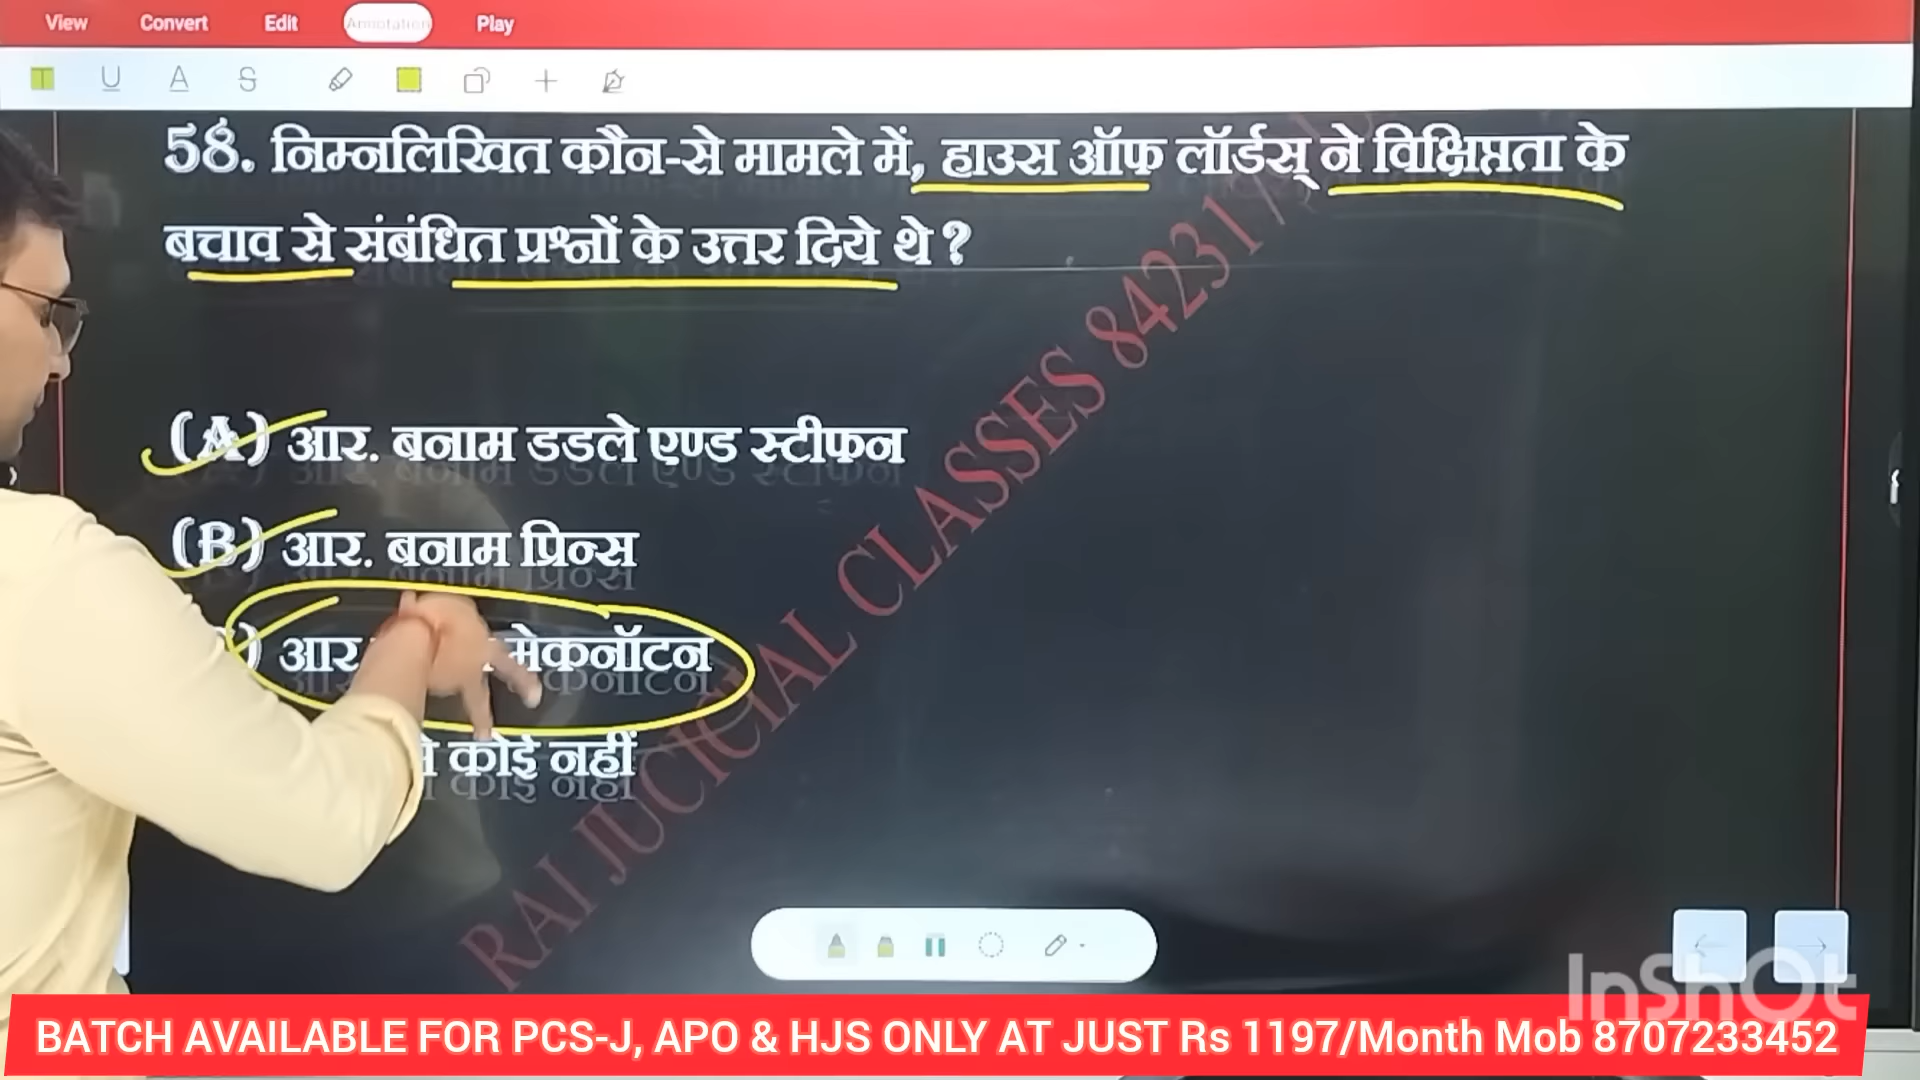 View Convert Edit Annotation Play
T U A S
58. निम्नलिखित कौन-से मामले में, हाउस ऑफ लॉर्डस् ने विक्षिप्तता के
बचाव से संबंधित प्रश्नों के उत्तर दिये थे ?
(A) आर. बनाम डडले एण्ड स्टीफन
(B) आर. बनाम प्रिन्स
आर मेकनॉटन
कोई नहीं
RAI JUCICIAL CLASSES 84231
InShOt
BATCH AVAILABLE FOR PCS-J, APO & HJS ONLY AT JUST Rs 1197/Month Mob 8707233452